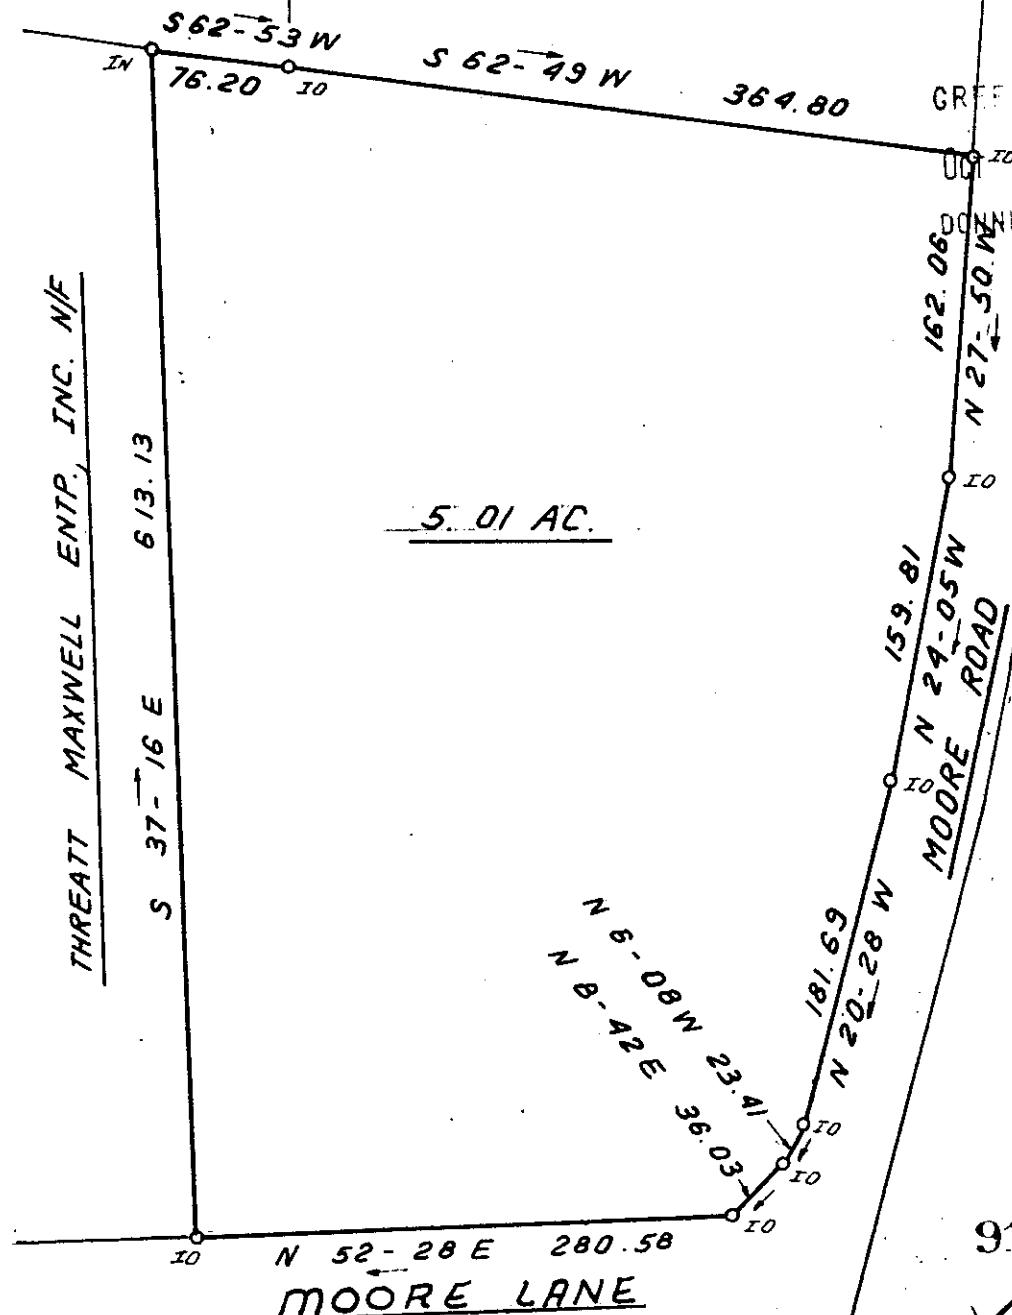 S 62-53 W
IN
76.20
IO
S 62-49 W
364.80
GREE
IO
DONN
162.06
N 27-50 W
IO
159.81
N 24-05 W
MOORE ROAD
IO
181.69
N 20-28 W
IO
N 6-08 W 23.41
IO
N 8-42 E 36.03
IO
THREATT MAXWELL ENTP., INC. N/F
S 37-16 E 613.13
5.01 AC.
IO
N 52-28 E 280.58
MOORE LANE